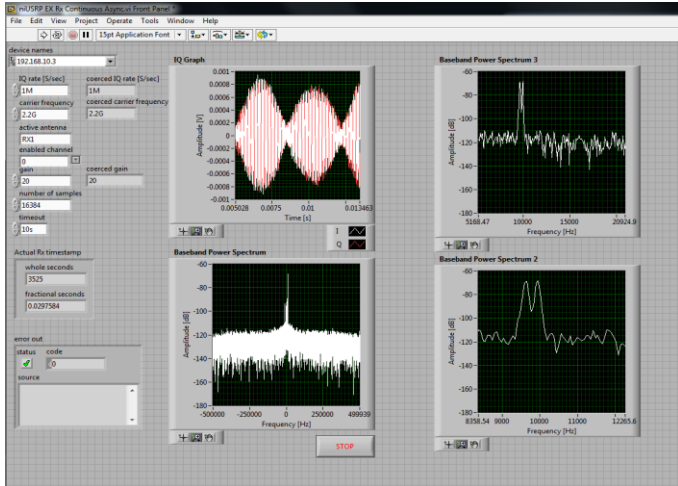 niUSRP EX Rx Continuous Async.vi Front Panel *
File Edit View Project Operate Tools Window Help
15pt Application Font
device names
192.168.10.3
IQ rate [S/sec] coerced IQ rate [S/sec]
1M 1M
carrier frequency coerced carrier frequency
2.2G 2.2G
active antenna
RX1
enabled channel
0
gain coerced gain
20 20
number of samples
16384
timeout
10s
Actual Rx timestamp
whole seconds
3525
fractional seconds
0.0297584
error out
status code
0
source
IQ Graph
0.001
0.0008
0.0006
0.0004
0.0002
0
-0.0002
-0.0004
-0.0006
-0.0008
-0.001
Amplitude [V]
0.005028 0.0075 0.01 0.013463
Time [s]
I
Q
Baseband Power Spectrum
-60
-80
-100
-120
-140
-160
-180
Amplitude [dB]
-500000 -250000 0 250000 499939
Frequency [Hz]
STOP
Baseband Power Spectrum 3
-60
-80
-100
-120
-140
-160
-180
Amplitude [dB]
5168.47 10000 15000 20924.9
Frequency [Hz]
Baseband Power Spectrum 2
-60
-80
-100
-120
-140
-160
-180
Amplitude [dB]
8358.54 9000 10000 11000 12265.6
Frequency [Hz]